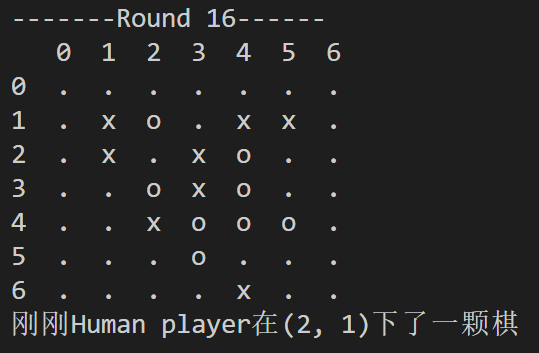 -------Round 16------
   0  1  2  3  4  5  6
0  .  .  .  .  .  .  .
1  .  x  o  .  x  x  .
2  .  x  .  x  o  .  .
3  .  .  o  x  o  .  .
4  .  .  x  o  o  o  .
5  .  .  .  o  .  .  .
6  .  .  .  .  x  .  .
刚刚Human player在(2, 1)下了一颗棋